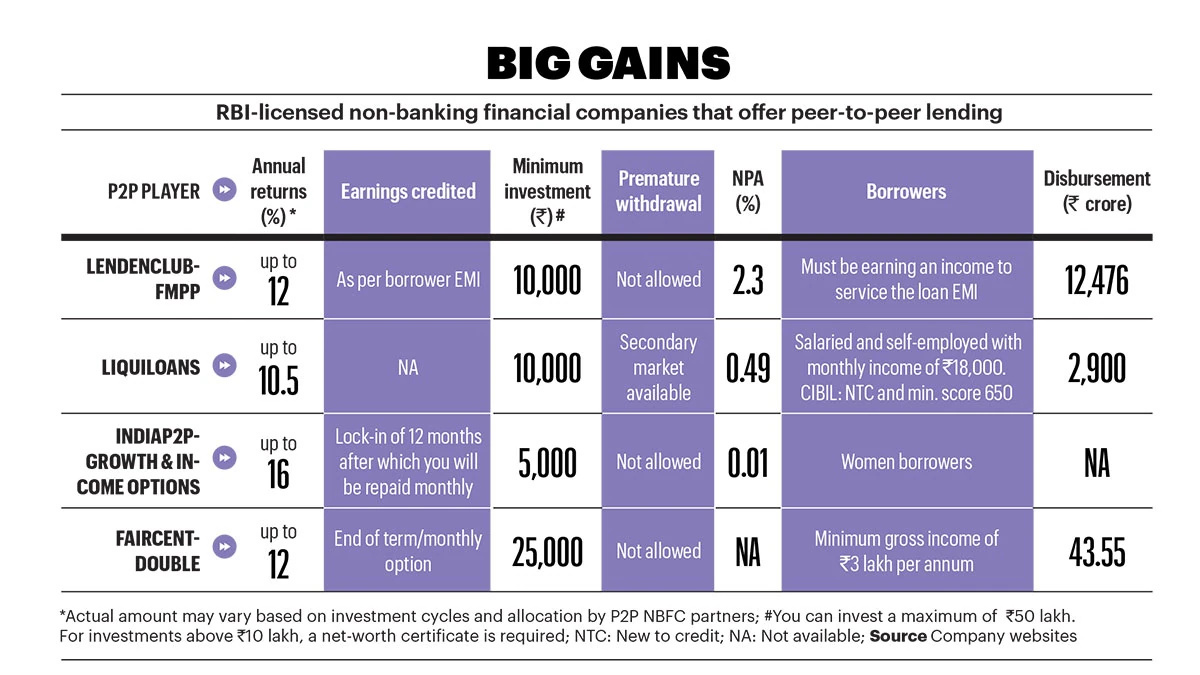 BIG GAINS
RBI-licensed non-banking financial companies that offer peer-to-peer lending
P2P PLAYER
Annual
returns
(%) *
Earnings credited
Minimum
investment
(₹) #
Premature
withdrawal
NPA
(%)
Borrowers
Disbursement
(₹ crore)
LENDENCLUB-
FMPP
up to
12
As per borrower EMI
10,000
Not allowed
2.3
Must be earning an income to
service the loan EMI
12,476
LIQUILOANS
up to
10.5
NA
10,000
Secondary
market
available
0.49
Salaried and self-employed with
monthly income of ₹18,000.
CIBIL: NTC and min. score 650
2,900
INDIAP2P-
GROWTH & IN-
COME OPTIONS
up to
16
Lock-in of 12 months
after which you will
be repaid monthly
5,000
Not allowed
0.01
Women borrowers
NA
FAIRCENT-
DOUBLE
up to
12
End of term/monthly
option
25,000
Not allowed
NA
Minimum gross income of
₹3 lakh per annum
43.55
*Actual amount may vary based on investment cycles and allocation by P2P NBFC partners; #You can invest a maximum of ₹50 lakh.
For investments above ₹10 lakh, a net-worth certificate is required; NTC: New to credit; NA: Not available; Source Company websites